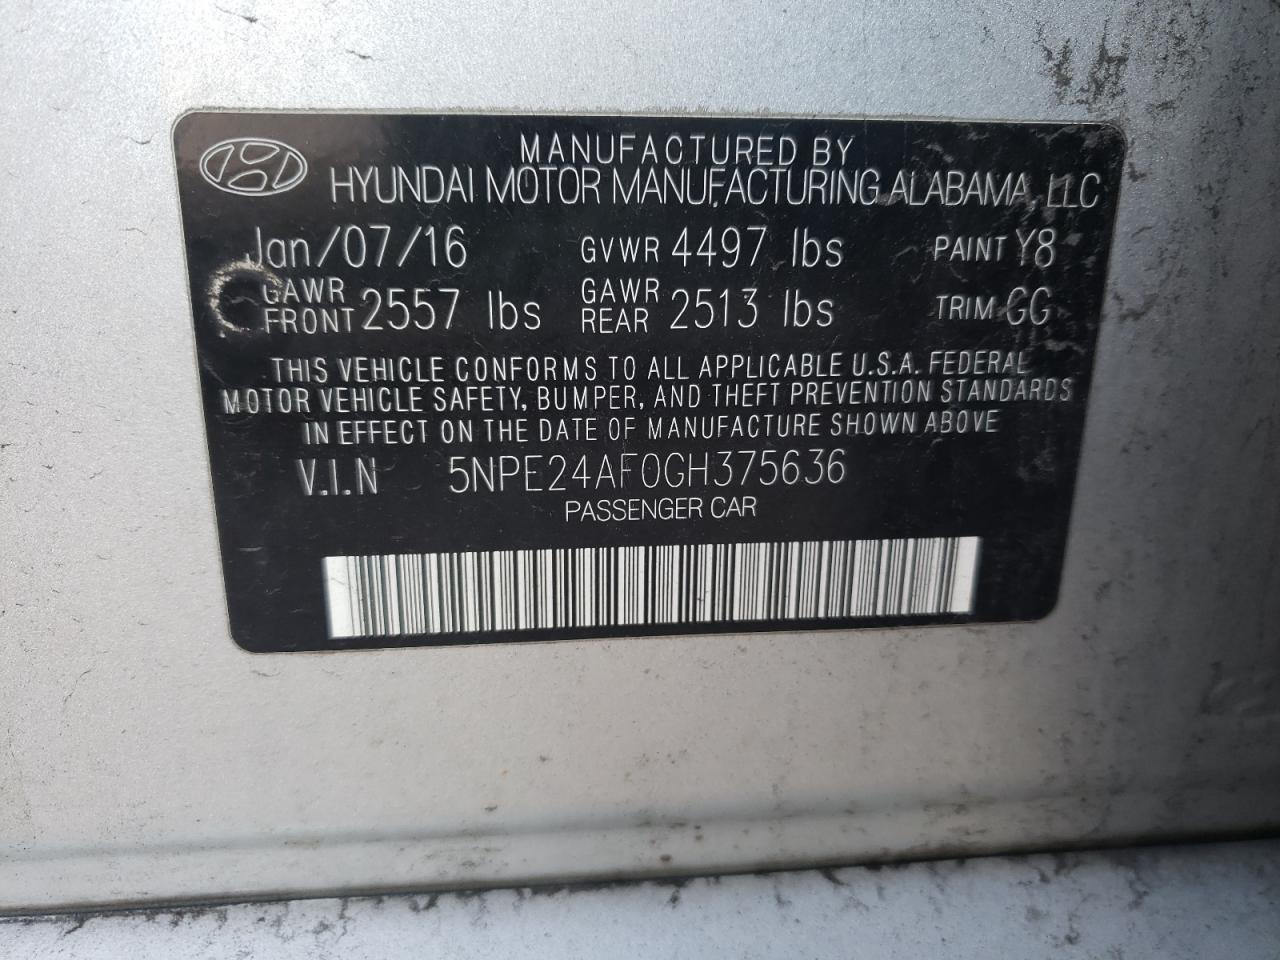 MANUFACTURED BY
HYUNDAI MOTOR MANUFACTURING ALABAMA, LLC
Jan/07/16 GVWR 4497 lbs PAINT Y8
GAWR FRONT 2557 lbs GAWR REAR 2513 lbs TRIM GG
THIS VEHICLE CONFORMS TO ALL APPLICABLE U.S.A. FEDERAL
MOTOR VEHICLE SAFETY, BUMPER, AND THEFT PREVENTION STANDARDS
IN EFFECT ON THE DATE OF MANUFACTURE SHOWN ABOVE
V.I.N 5NPE24AF0GH375636
PASSENGER CAR